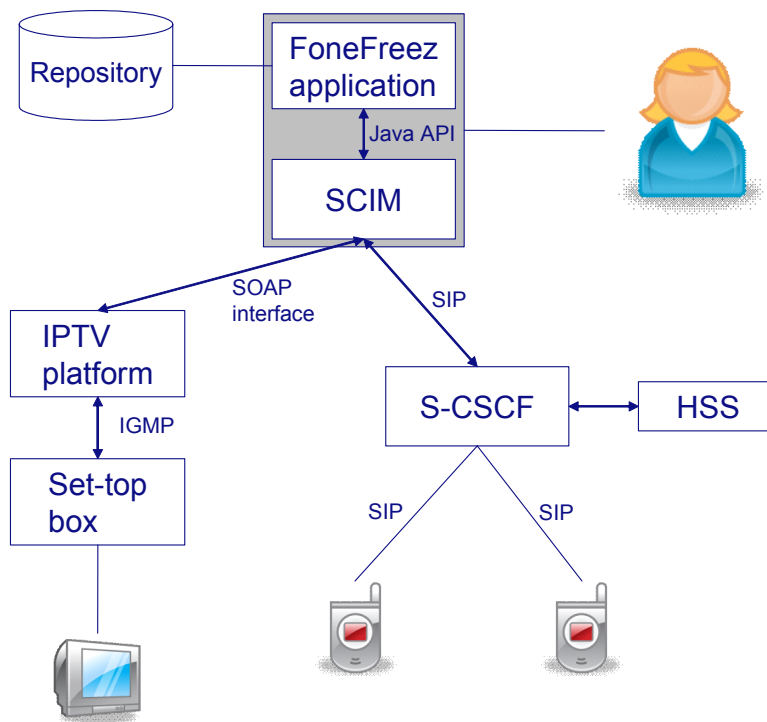 Repository
FoneFreez
application
Java API
SCIM
SOAP
interface
SIP
IPTV
platform
S-CSCF
HSS
IGMP
Set-top
box
SIP
SIP